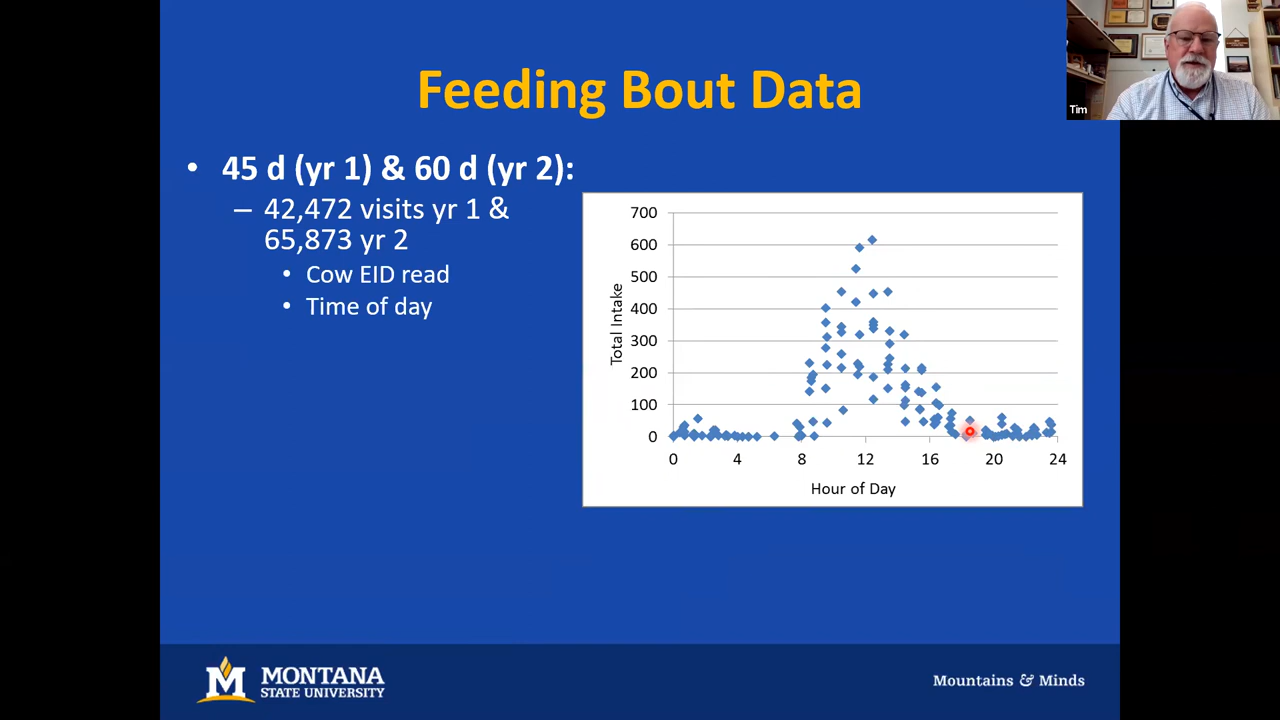 Feeding Bout Data
Tim
• 45 d (yr 1) & 60 d (yr 2):
– 42,472 visits yr 1 &
65,873 yr 2
• Cow EID read
• Time of day
700
600
500
400
300
200
100
0
Total Intake
0 4 8 12 16 20 24
Hour of Day
M MONTANA
STATE UNIVERSITY
Mountains & Minds